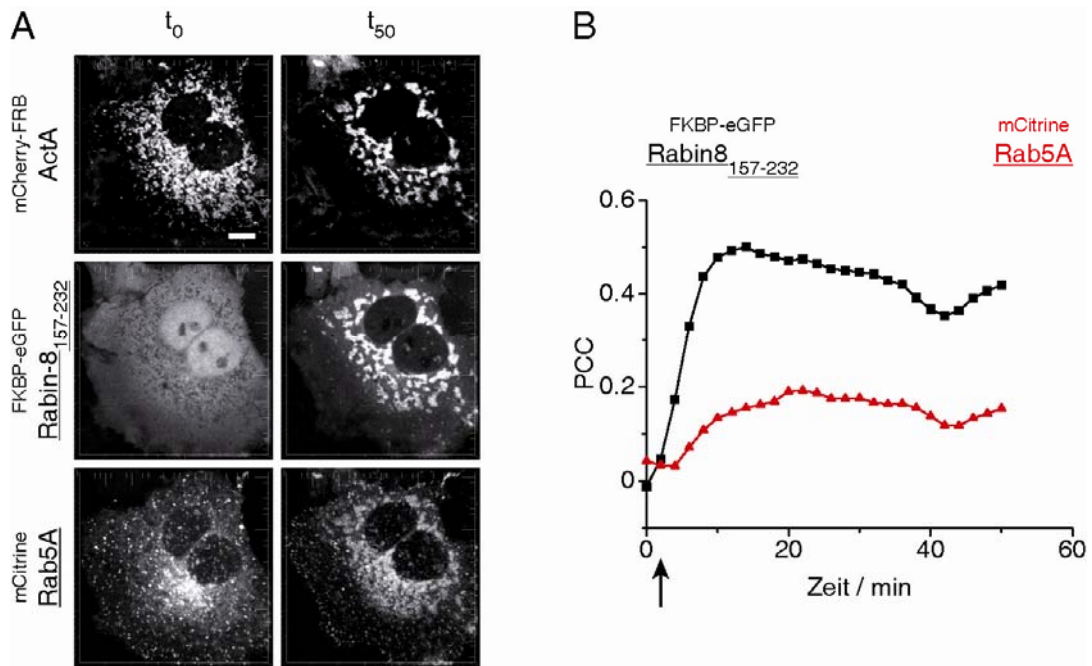 A
t0
t50
mCherry-FRB
ActA
FKBP-eGFP
Rabin-8157-232
mCitrine
Rab5A
B
FKBP-eGFP
Rabin8157-232
mCitrine
Rab5A
PCC
0.6
0.4
0.2
0
0
20
40
60
Zeit / min